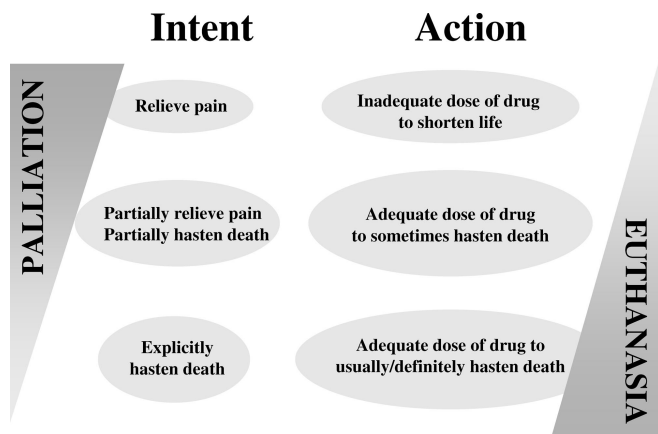 Intent
Action
PALLIATION
Relieve pain
Inadequate dose of drug
to shorten life
Partially relieve pain
Partially hasten death
Adequate dose of drug
to sometimes hasten death
Explicitly
hasten death
Adequate dose of drug to
usually/definitely hasten death
EUTHANASIA